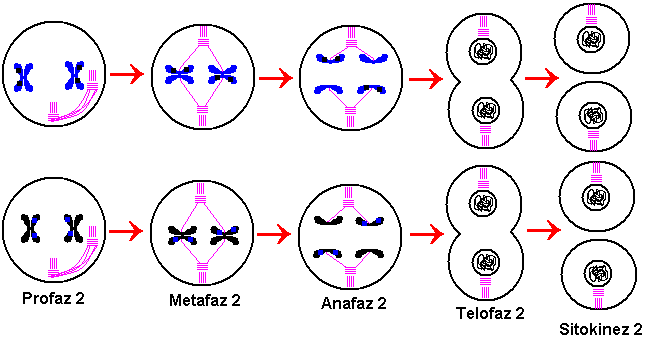 Profaz 2
Metafaz 2
Anafaz 2
Telofaz 2
Sitokinez 2